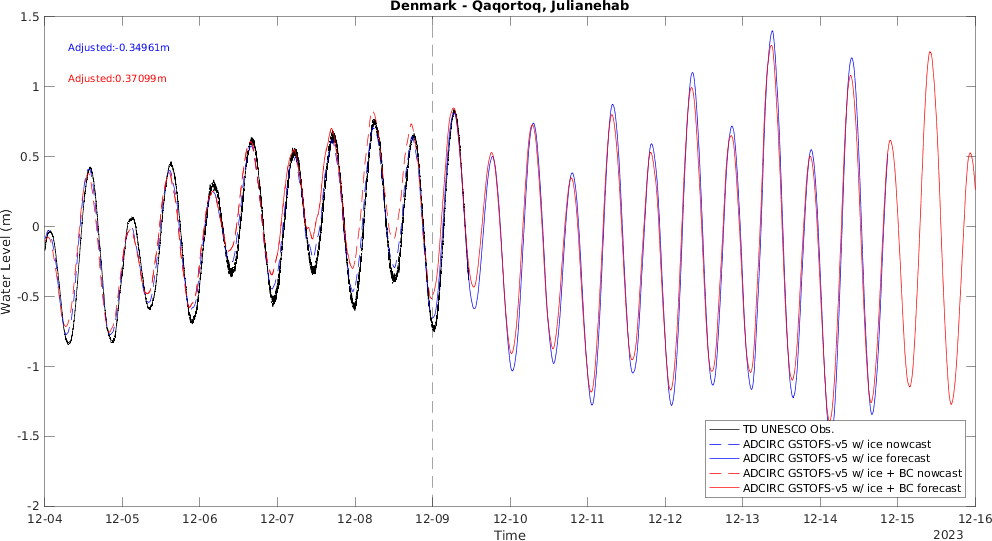 Denmark - Qaqortoq, Julianehab
Adjusted:-0.34961m
Adjusted:0.37099m
Water Level (m)
1.5
1
0.5
0
-0.5
-1
-1.5
-2
TD UNESCO Obs.
ADCIRC GSTOFS-v5 w/ ice nowcast
ADCIRC GSTOFS-v5 w/ ice forecast
ADCIRC GSTOFS-v5 w/ ice + BC nowcast
ADCIRC GSTOFS-v5 w/ ice + BC forecast
12-04 12-05 12-06 12-07 12-08 12-09 12-10 12-11 12-12 12-13 12-14 12-15 12-16
Time
2023